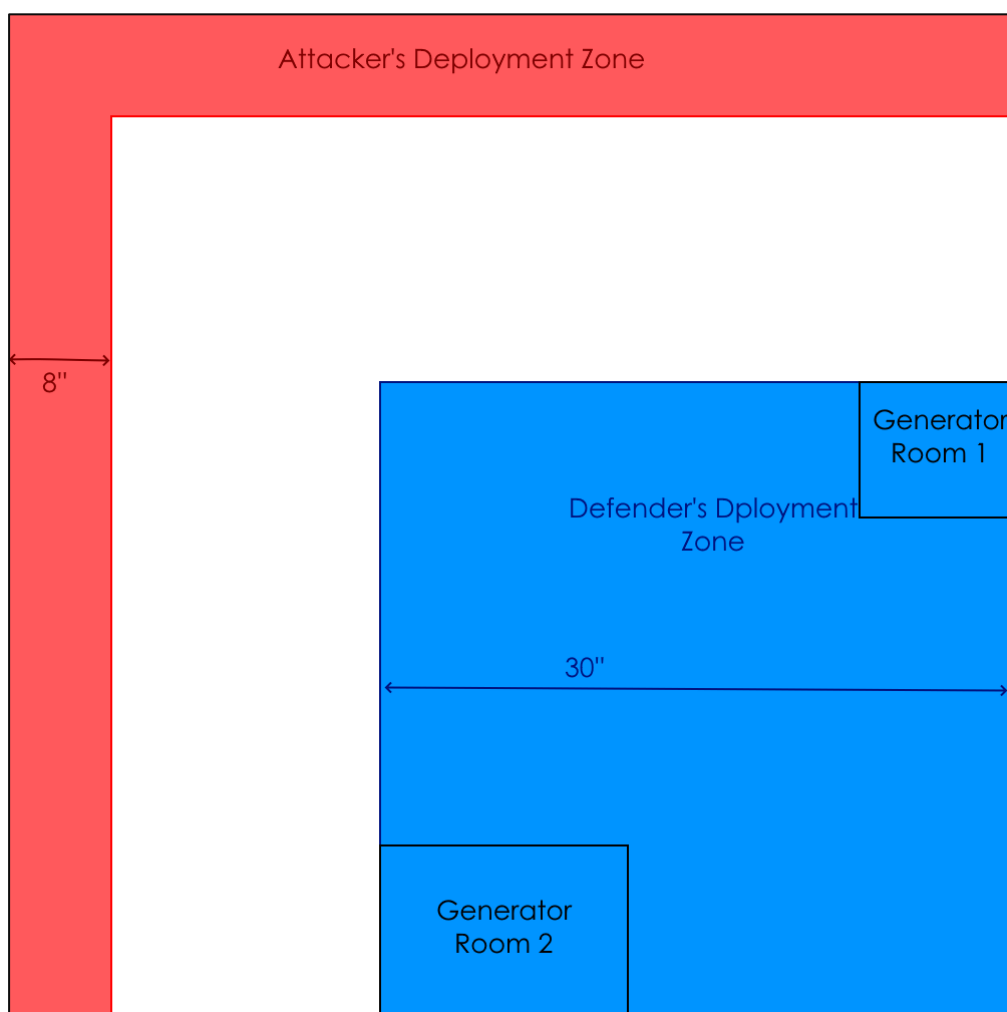 Attacker's Deployment Zone
8"
Generator
Room 1
Defender's Dployment
Zone
30"
Generator
Room 2